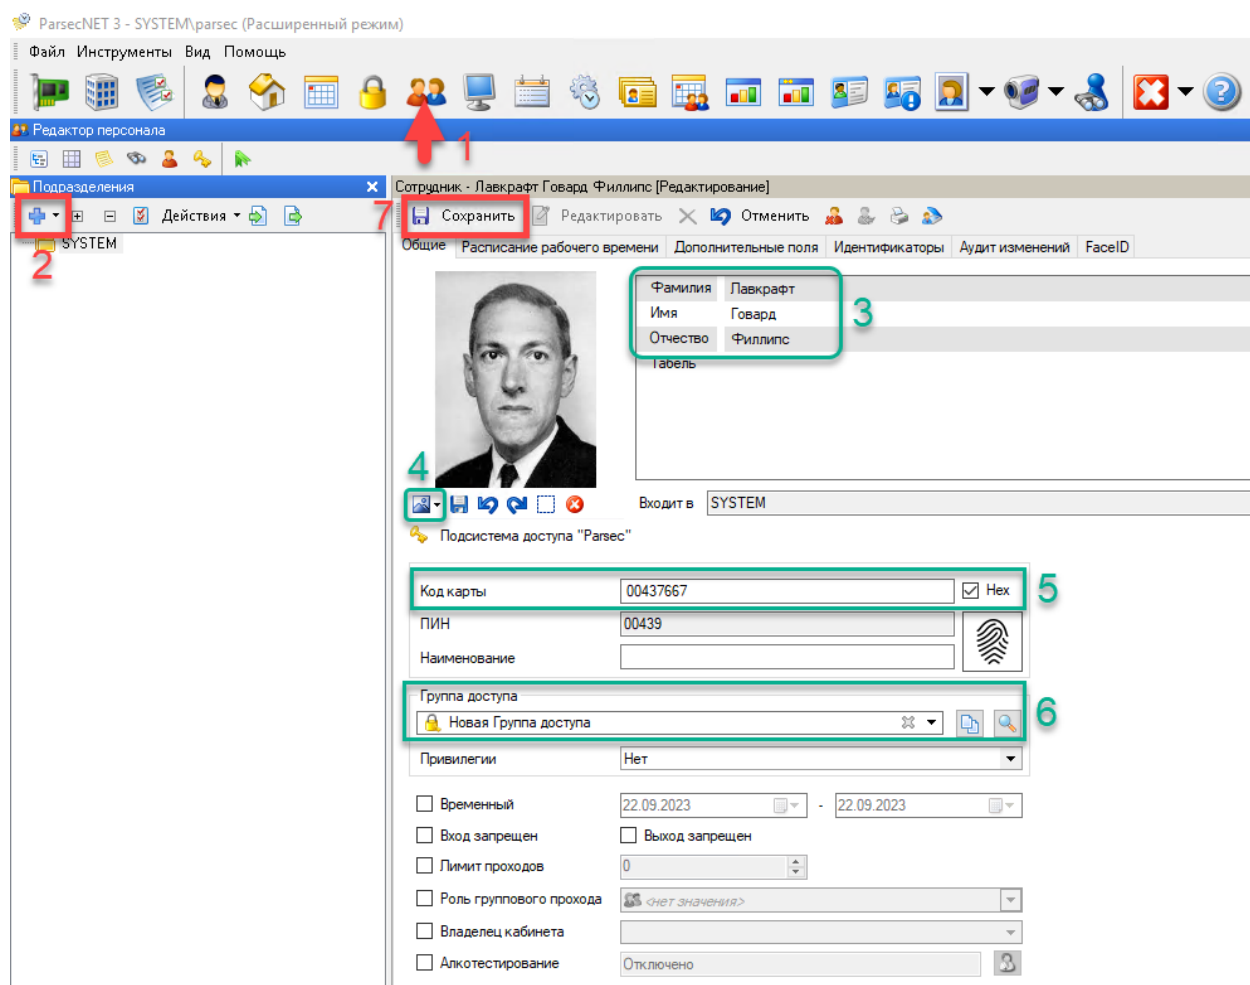 ParsecNET 3 - SYSTEM\parsec (Расширенный режим)
Файл Инструменты Вид Помощь
1
Редактор персонала
Подразделения
Сотрудник - Лавкрафт Говард Филлипс [Редактирование]
Действия
7
Сохранить Редактировать Отменить
2
SYSTEM
Общие Расписание рабочего времени Дополнительные поля Идентификаторы Аудит изменений FaceID
Фамилия Лавкрафт
Имя Говард
Отчество Филлипс
3
Табель
4
Входит в SYSTEM
Подсистема доступа "Parsec"
Код карты 00437667 Hex
5
ПИН 00439
Наименование
Группа доступа
Новая Группа доступа
6
Привилегии Нет
Временный 22.09.2023 - 22.09.2023
Вход запрещен Выход запрещен
Лимит проходов 0
Роль группового прохода <нет значения>
Владелец кабинета
Алкотестирование Отключено